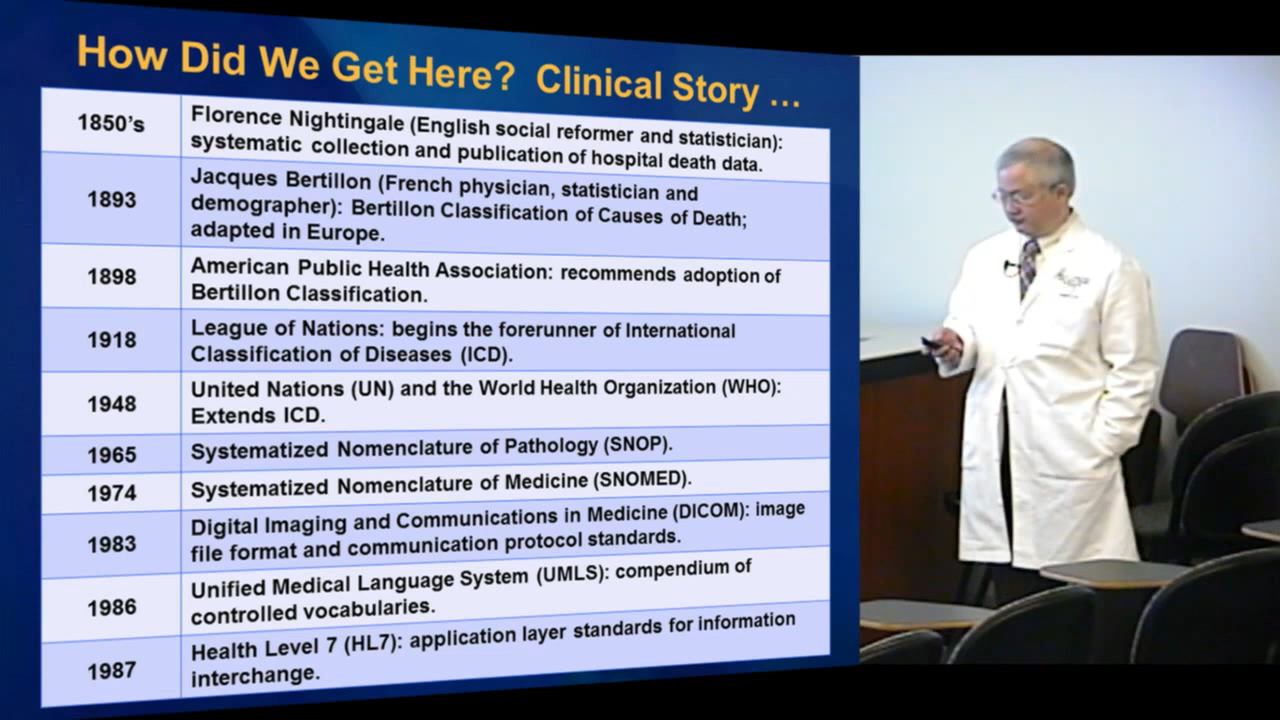 How Did We Get Here? Clinical Story ...
1850's
Florence Nightingale (English social reformer and statistician):
systematic collection and publication of hospital death data.
1893
Jacques Bertillon (French physician, statistician and
demographer): Bertillon Classification of Causes of Death;
adapted in Europe.
1898
American Public Health Association: recommends adoption of
Bertillon Classification.
1918
League of Nations: begins the forerunner of International
Classification of Diseases (ICD).
1948
United Nations (UN) and the World Health Organization (WHO):
Extends ICD.
1965
Systematized Nomenclature of Pathology (SNOP).
1974
Systematized Nomenclature of Medicine (SNOMED).
1983
Digital Imaging and Communications in Medicine (DICOM): image
file format and communication protocol standards.
1986
Unified Medical Language System (UMLS): compendium of
controlled vocabularies.
1987
Health Level 7 (HL7): application layer standards for information
interchange.